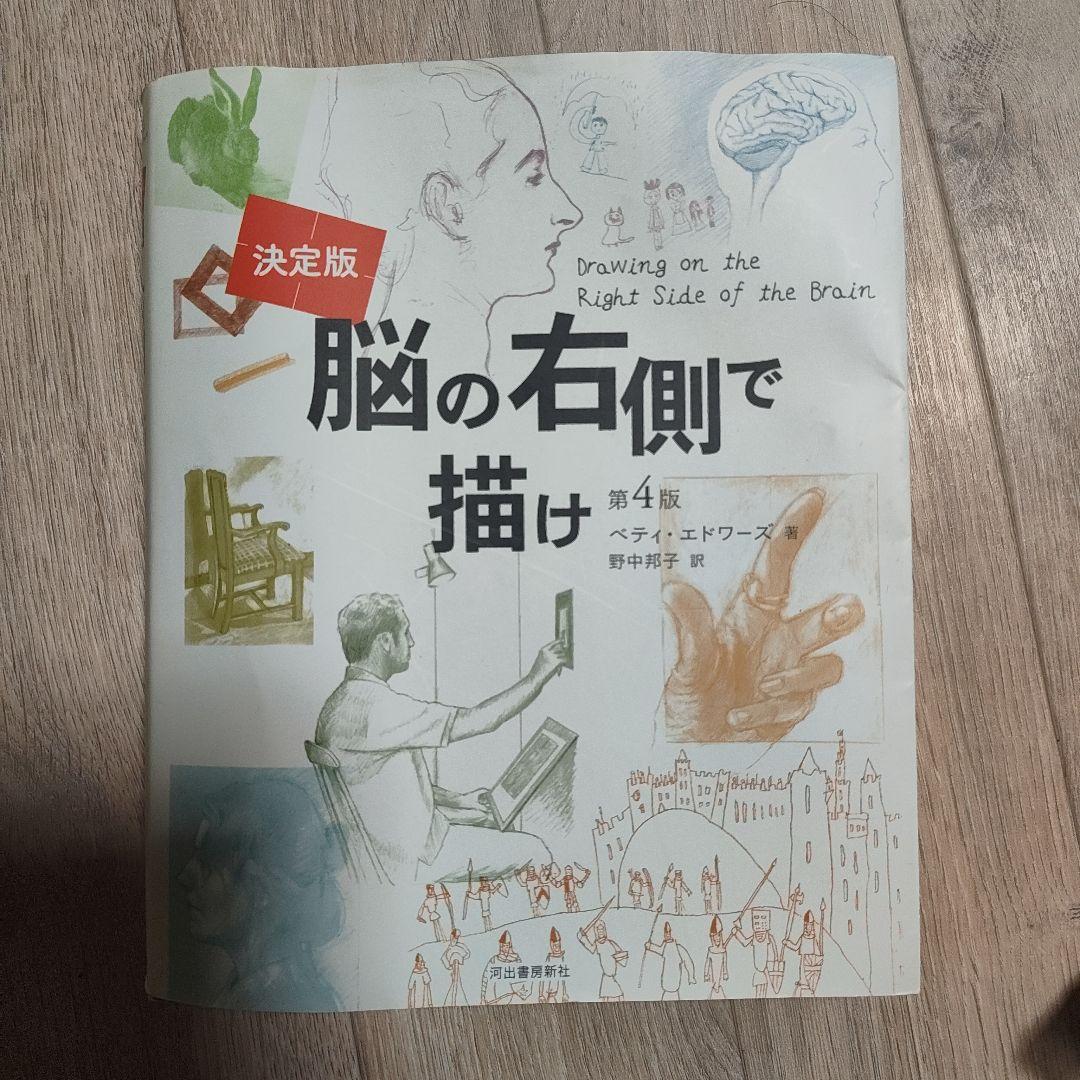 決定版
Drawing on the
Right Side of the Brain
脳の右側で
描け
第4版
ベティ・エドワーズ 著
野中邦子 訳
河出書房新社